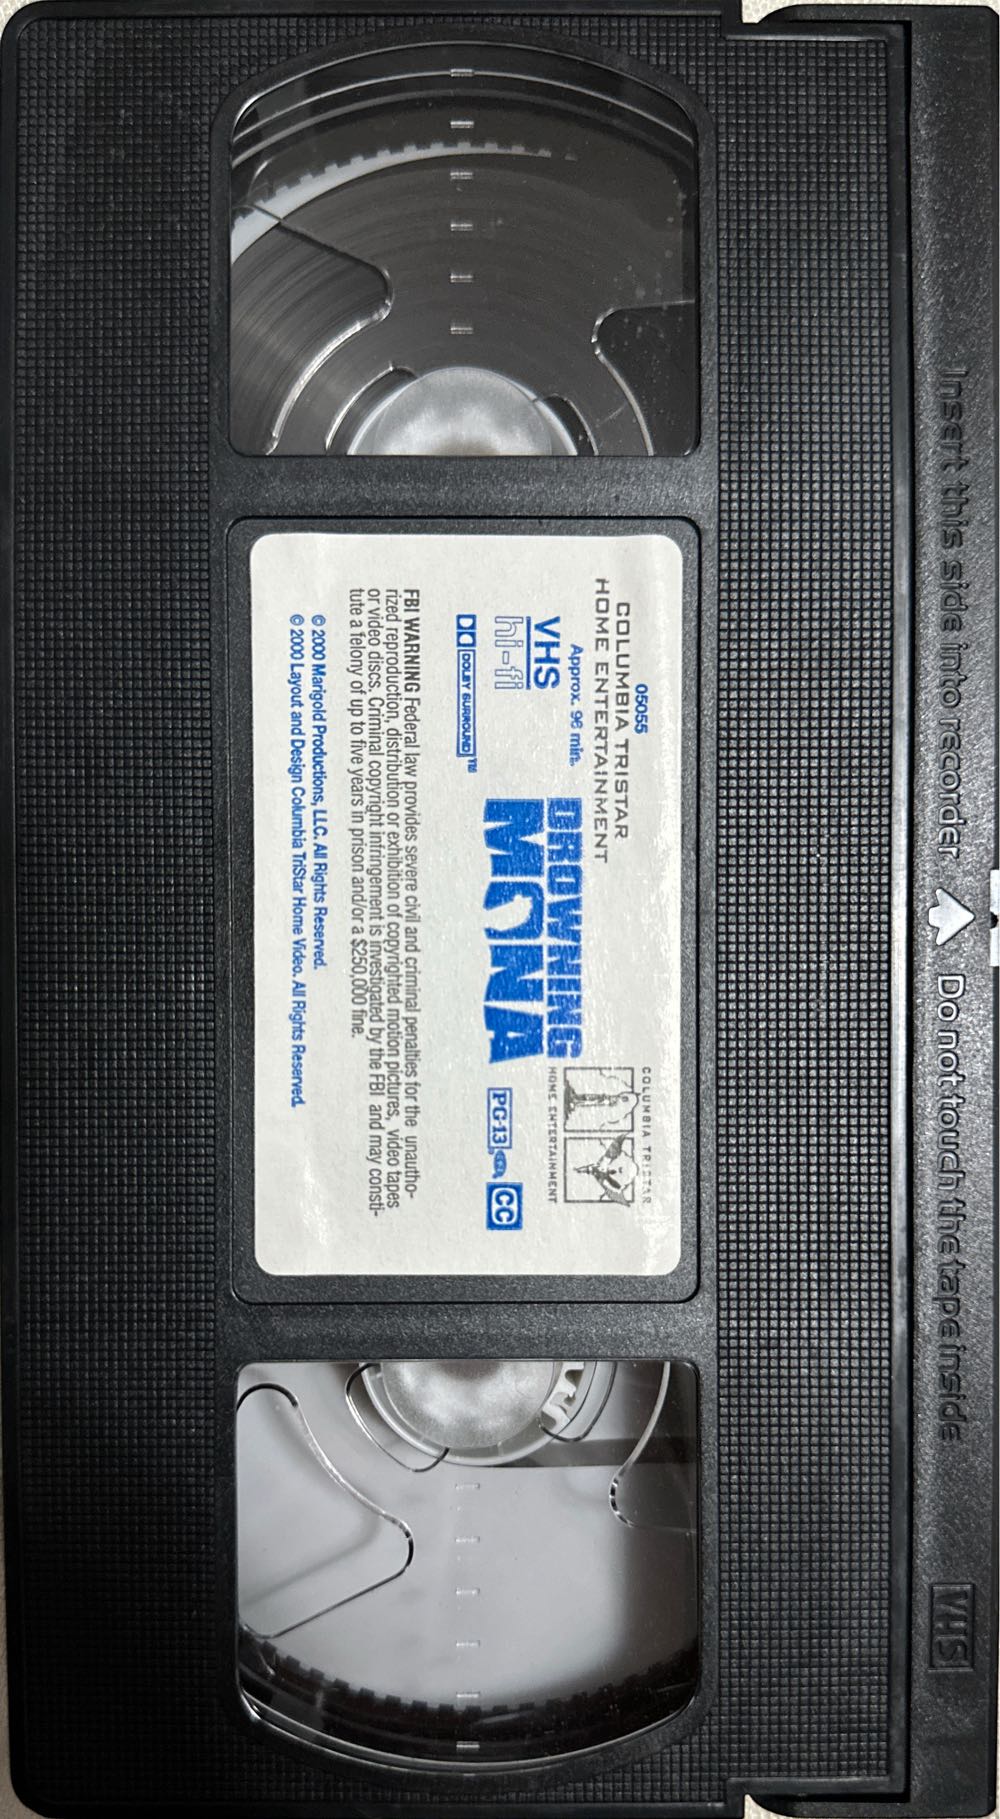 Insert this side into recorder Do not touch the tape inside
VHS
05055
COLUMBIA TRISTAR
HOME ENTERTAINMENT
COLUMBIA TRISTAR
HOME ENTERTAINMENT
Approx. 96 min.
VHS
hi-fi
DOLBY SURROUND TM
DROWNING
MONA
PG-13
CC
FBI WARNING Federal law provides severe civil and criminal penalties for the unautho-
rized reproduction, distribution or exhibition of copyrighted motion pictures, video tapes
or video discs. Criminal copyright infringement is investigated by the FBI and may consti-
tute a felony of up to five years in prison and/or a $250,000 fine.
© 2000 Marigold Productions, LLC. All Rights Reserved.
© 2000 Layout and Design Columbia TriStar Home Video. All Rights Reserved.